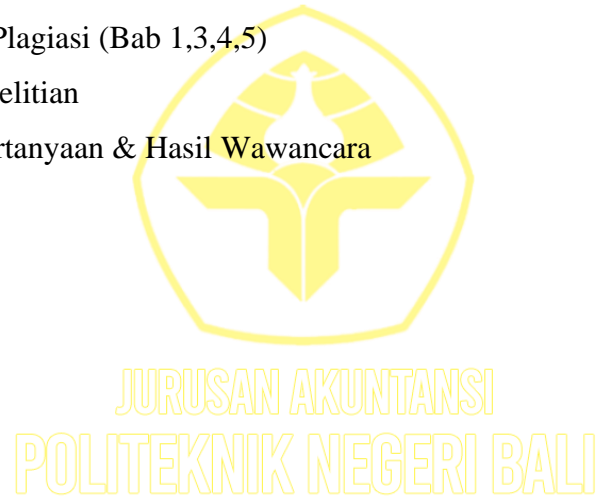 Plagiasi (Bab 1,3,4,5)
elitian
rtanyaan & Hasil Wawancara
JURUSAN AKUNTANSI
POLITEKNIK NEGERI BALI